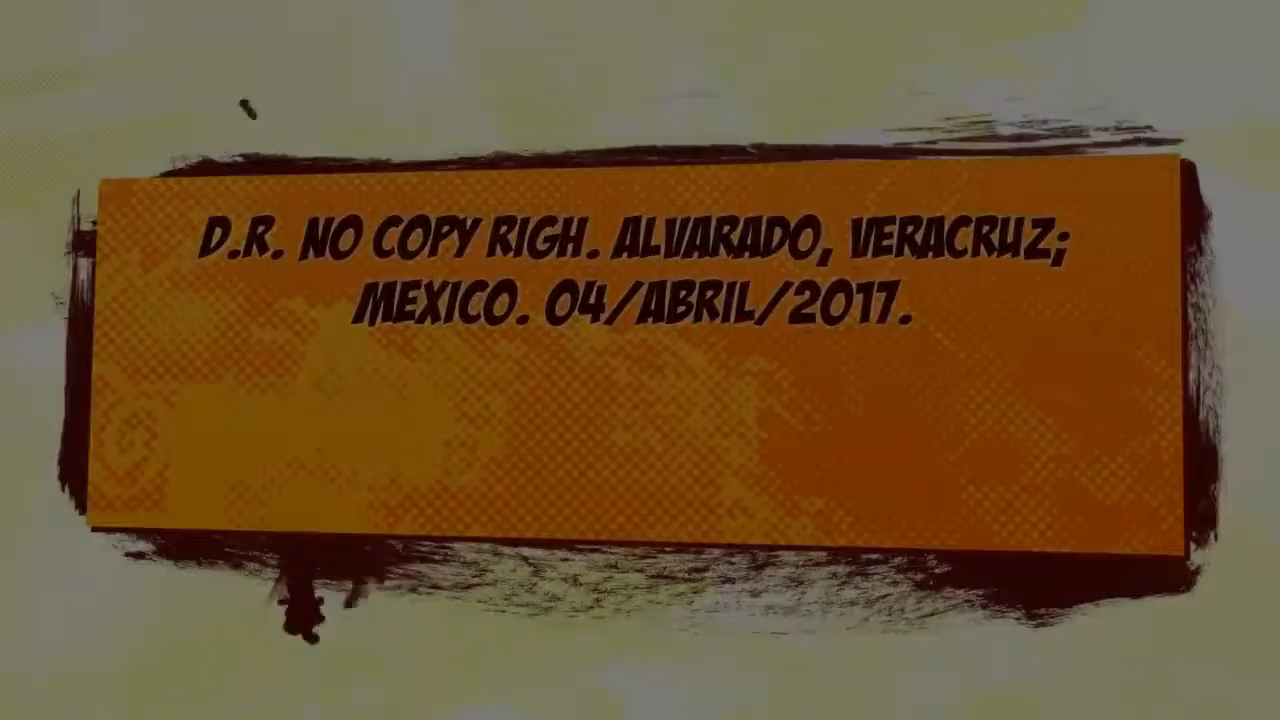 D.R. NO COPY RIGH. ALVARADO, VERACRUZ;
MEXICO. 04/ABRIL/2017.